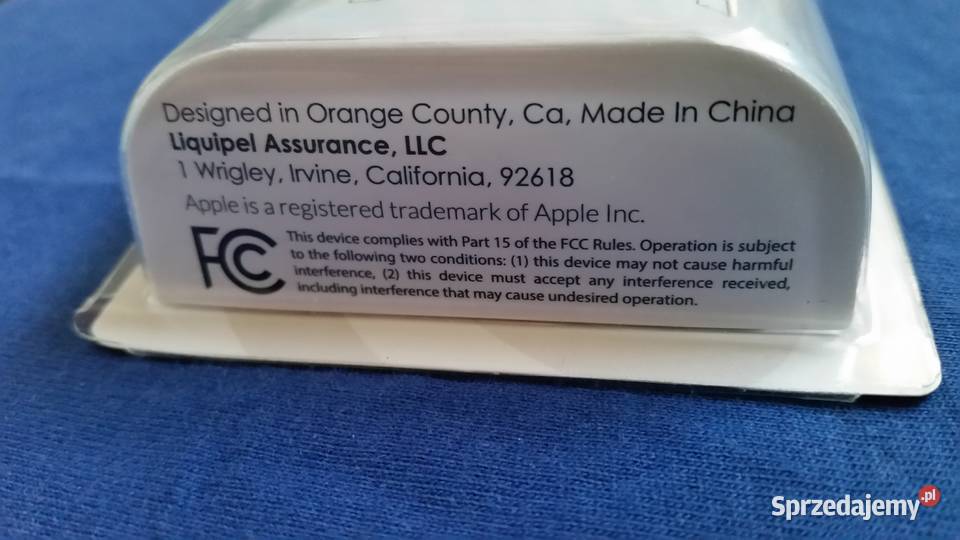 Designed in Orange County, Ca, Made In China
Liquipel Assurance, LLC
1 Wrigley, Irvine, California, 92618
Apple is a registered trademark of Apple Inc.
FCC
This device complies with Part 15 of the FCC Rules. Operation is subject
to the following two conditions: (1) this device may not cause harmful
interference, (2) this device must accept any interference received,
including interference that may cause undesired operation.
Sprzedajemy.pl